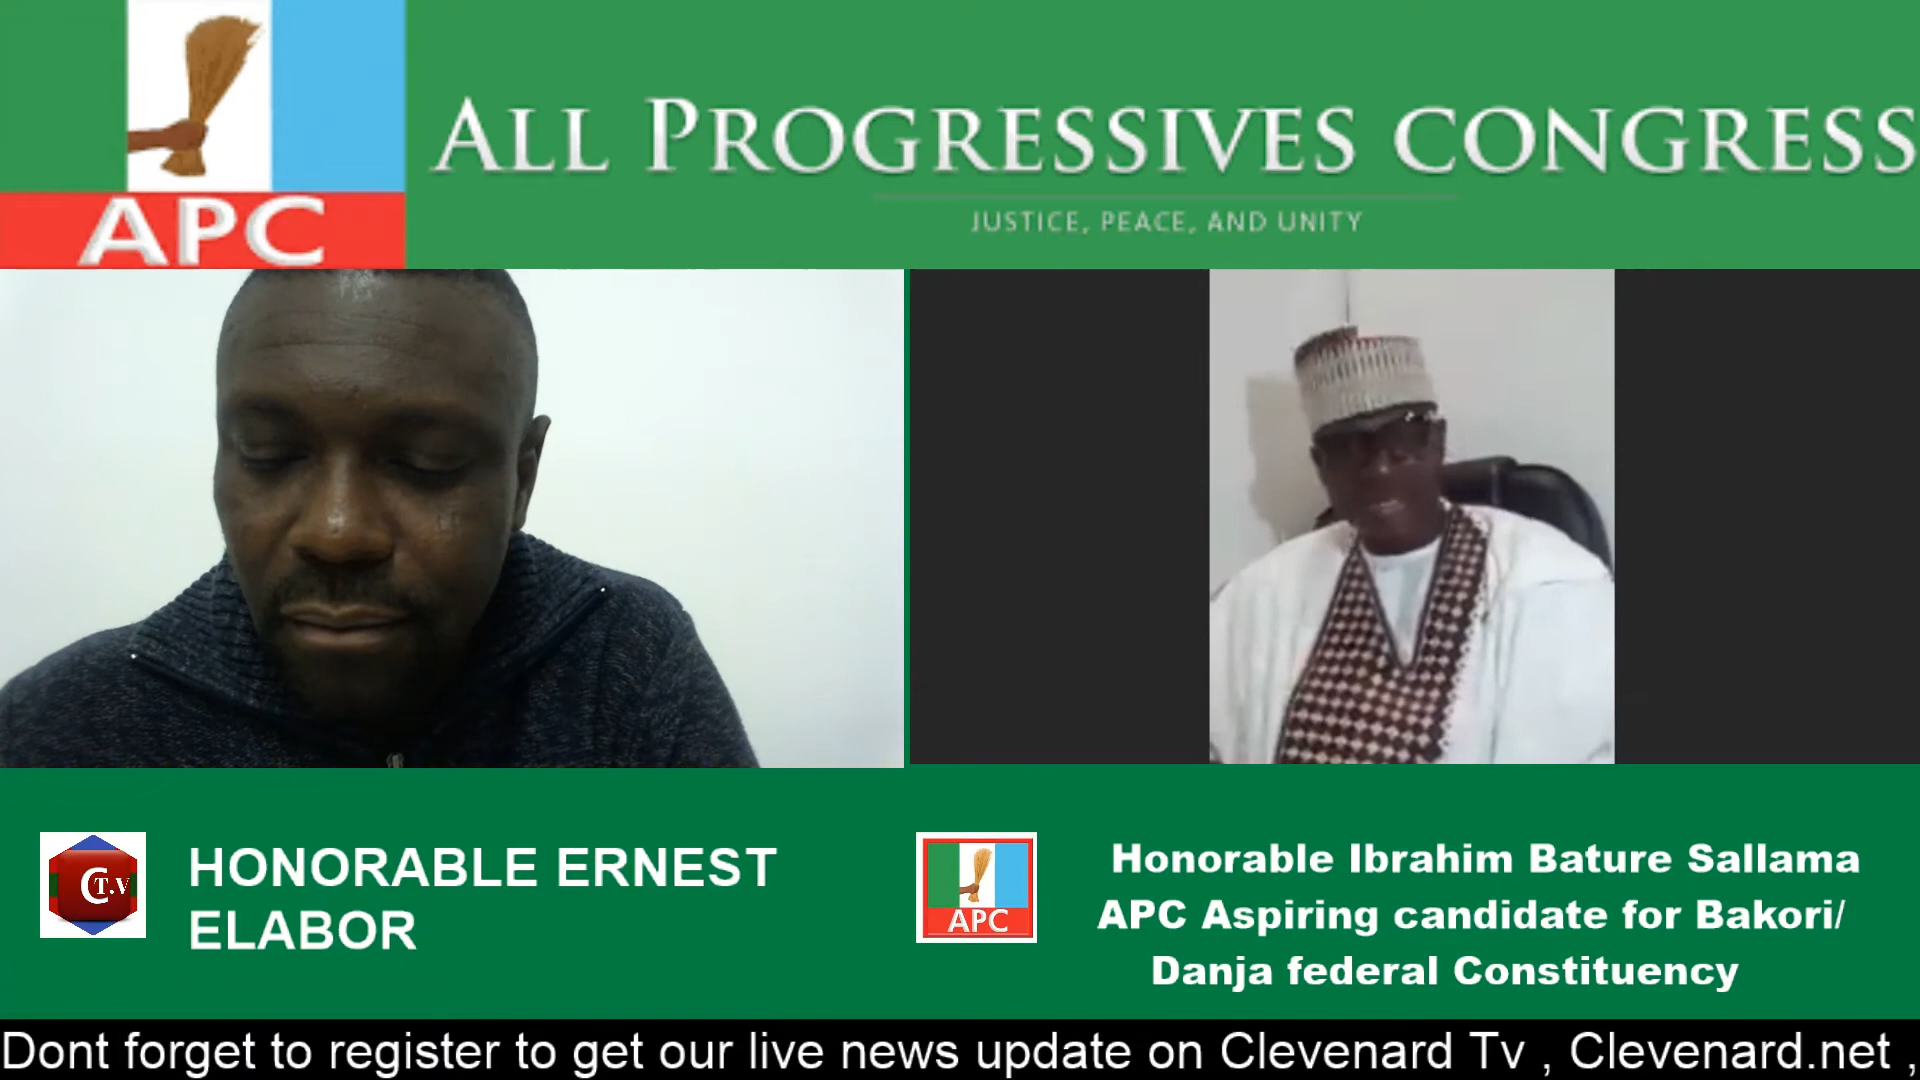 ALL PROGRESSIVES CONGRESS
JUSTICE, PEACE, AND UNITY
APC
HONORABLE ERNEST
ELABOR
CT.V
Honorable Ibrahim Bature Sallama
APC Aspiring candidate for Bakori/
Danja federal Constituency
APC
Dont forget to register to get our live news update on Clevenard Tv , Clevenard.net ,